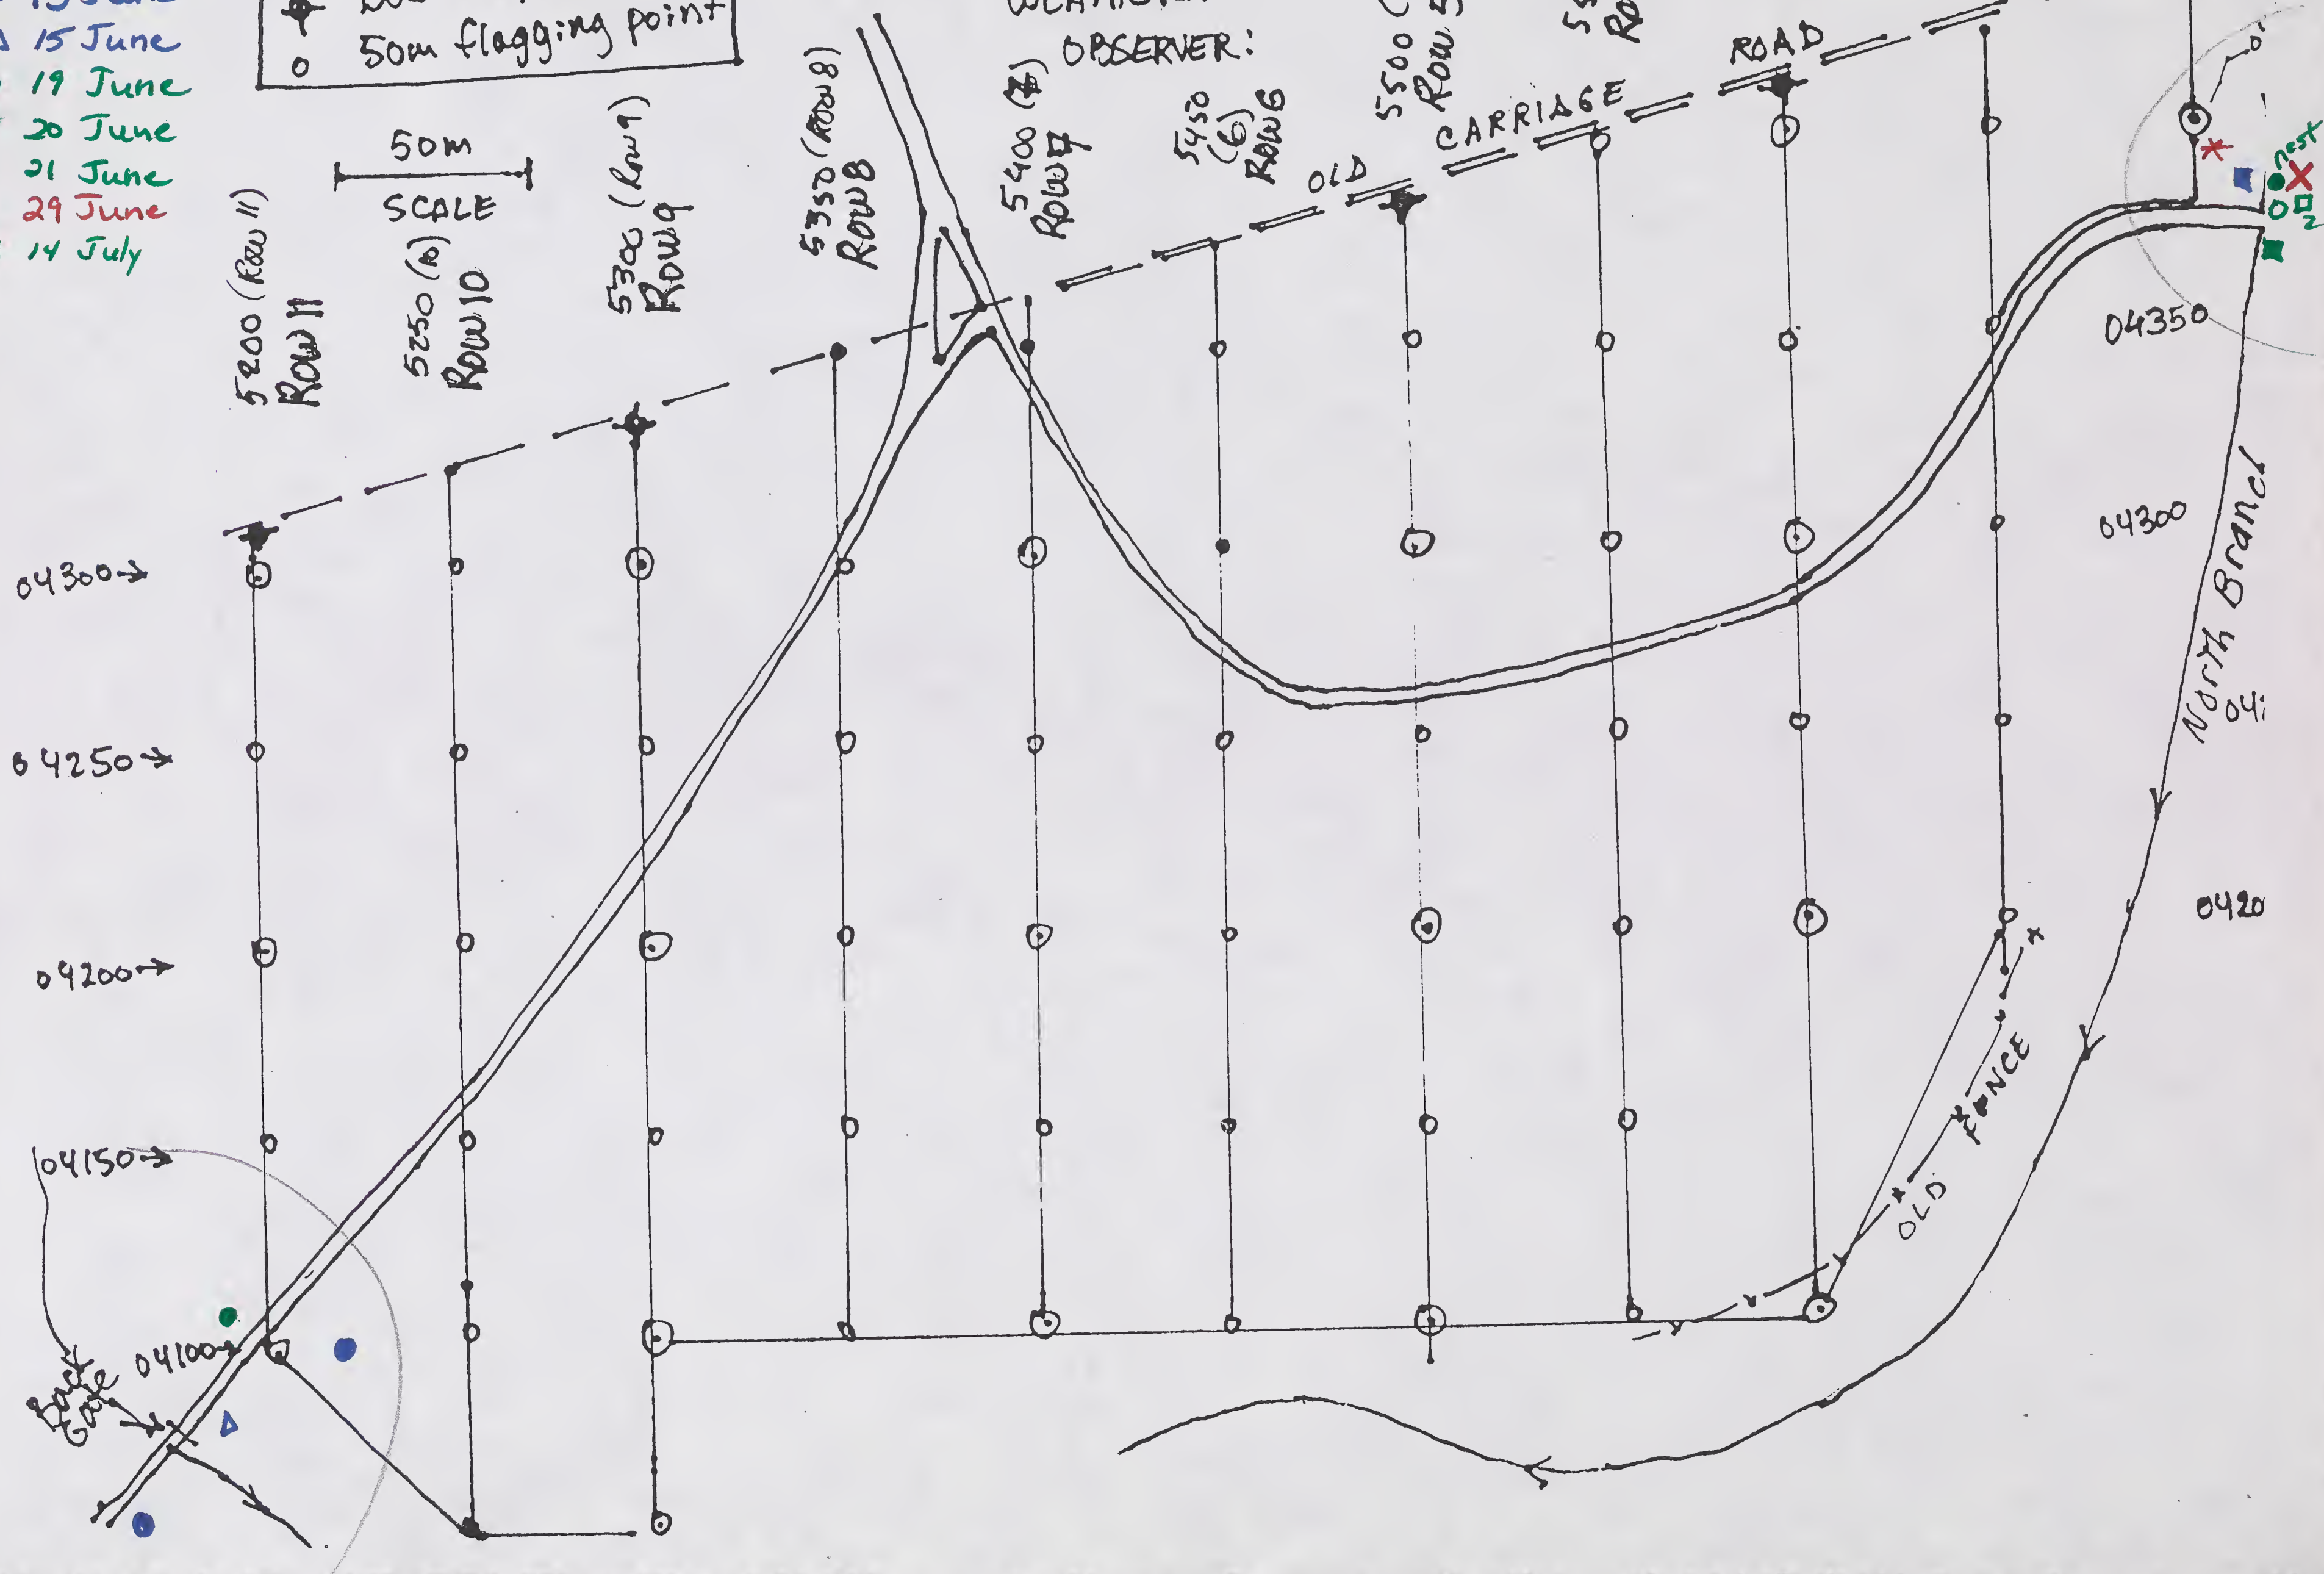 15 June
19 June
20 June
21 June
29 June
14 July
50m flagging point
OBSERVER:
50m
SCALE
5200 (Row 11)
Row 11
5250 (10)
Row 10
5300 (Row 9)
Row 9
5350 (Row 8)
Row 8
5400
Row 7
5450
(6)
Row 6
5500
Row 5
OLD CARRIAGE ROAD
nest
2
04350
04300
North Branch
0420
04300→
04250→
04200→
04150→
04100→
Back
Gate
OLD FENCE